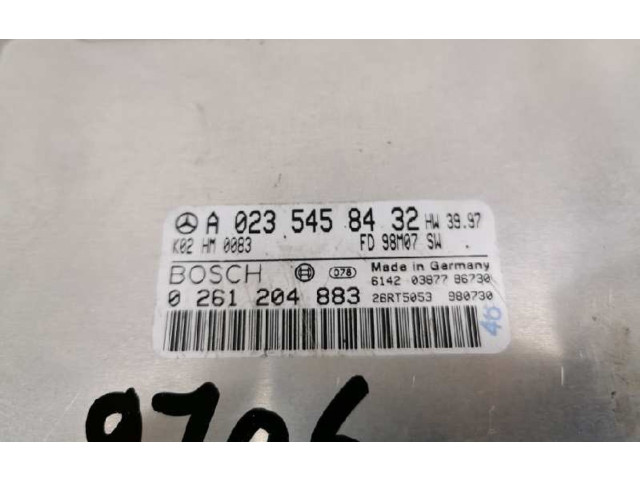 A 023 545 84 32 HW 39.97
K02 HM 0083 FD 98M07 SW .
BOSCH 078 Made in Germany
6142 03877 86730
0 261 204 883 26RT5053 980730
46